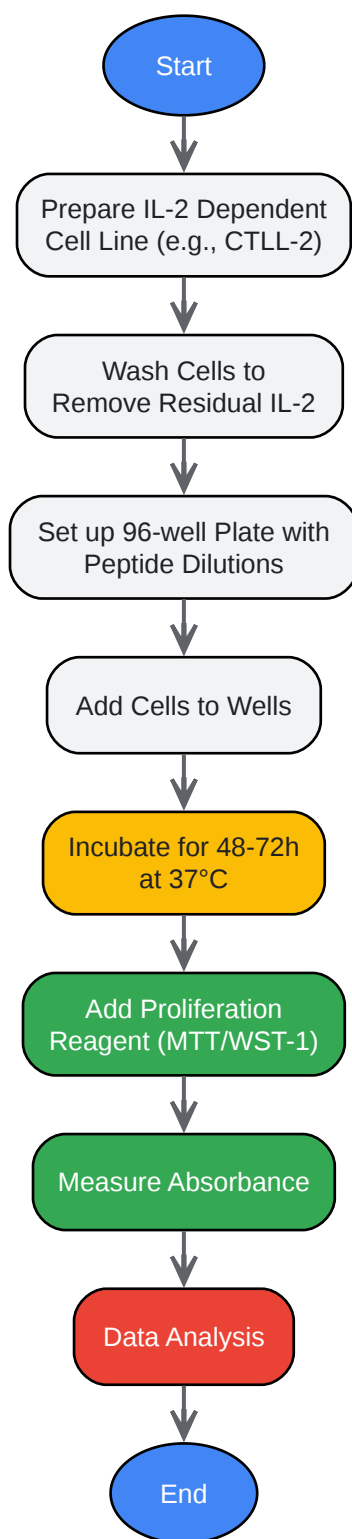 Start
Prepare IL-2 Dependent
Cell Line (e.g., CTLL-2)
Wash Cells to
Remove Residual IL-2
Set up 96-well Plate with
Peptide Dilutions
Add Cells to Wells
Incubate for 48-72h
at 37°C
Add Proliferation
Reagent (MTT/WST-1)
Measure Absorbance
Data Analysis
End